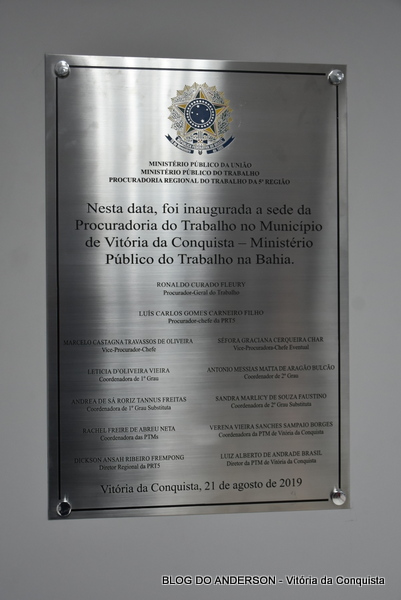 MINISTÉRIO PÚBLICO DA UNIÃO
MINISTÉRIO PÚBLICO DO TRABALHO
PROCURADORIA REGIONAL DO TRABALHO DA 5ª REGIÃO
Nesta data, foi inaugurada a sede da
Procuradoria do Trabalho no Município
de Vitória da Conquista – Ministério
Público do Trabalho na Bahia.
RONALDO CURADO FLEURY
Procurador-Geral do Trabalho
LUÍS CARLOS GOMES CARNEIRO FILHO
Procurador-chefe da PRT5
MARCELO CASTAGNA TRAVASSOS DE OLIVEIRA
Vice-Procurador-Chefe
SÉFORA GRACIANA CERQUEIRA CHAR
Vice-Procuradora-Chefe Eventual
LETICIA D'OLIVEIRA VIEIRA
Coordenadora de 1º Grau
ANTONIO MESSIAS MATTA DE ARAGÃO BULCÃO
Coordenador de 2º Grau
ANDREA DE SÁ RORIZ TANNUS FREITAS
Coordenadora de 1º Grau Substituta
SANDRA MARLICY DE SOUZA FAUSTINO
Coordenadora de 2º Grau Substituta
RACHEL FREIRE DE ABREU NETA
Coordenadora das PTMs
VERENA VIEIRA SANCHES SAMPAIO BORGES
Coordenadora da PTM de Vitória da Conquista
DICKSON ANSAH RIBEIRO FREMPONG
Diretor Regional da PRT5
LUIZ ALBERTO DE ANDRADE BRASIL
Diretor da PTM de Vitória da Conquista
Vitória da Conquista, 21 de agosto de 2019
BLOG DO ANDERSON - Vitória da Conquista